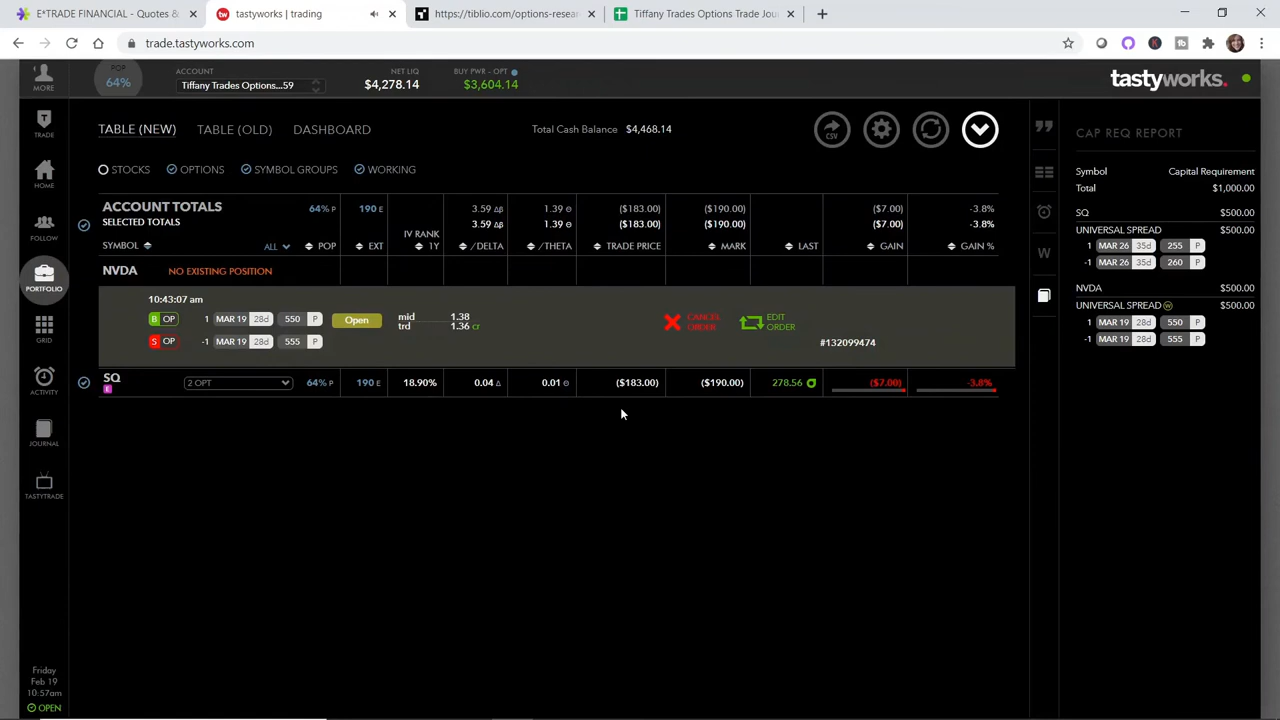 E*TRADE FINANCIAL - Quotes &
tastyworks | trading
https://tiblio.com/options-resear
Tiffany Trades Options Trade Jou
trade.tastyworks.com
MORE
POP
64%
ACCOUNT
Tiffany Trades Options...59
NET LIQ
$4,278.14
BUY PWR - OPT
$3,604.14
tastyworks.
TRADE
HOME
FOLLOW
PORTFOLIO
GRID
ACTIVITY
JOURNAL
TASTYTRADE
TABLE (NEW) TABLE (OLD) DASHBOARD
Total Cash Balance $4,468.14
CSV
STOCKS OPTIONS SYMBOL GROUPS WORKING
ACCOUNT TOTALS 64% P 190 E 3.59 Δβ 1.39 Θ ($183.00) ($190.00) ($7.00) -3.8%
SELECTED TOTALS 3.59 Δβ 1.39 Θ ($183.00) ($190.00) ($7.00) -3.8%
SYMBOL ALL POP EXT IV RANK 1Y /DELTA /THETA TRADE PRICE MARK LAST GAIN GAIN %
NVDA NO EXISTING POSITION
10:43:07 am
B OP 1 MAR 19 28d 550 P Open mid 1.38
trd 1.36 cr
CANCEL ORDER
EDIT ORDER
S OP -1 MAR 19 28d 555 P #132099474
SQ 2 OPT 64% P 190 E 18.90% 0.04 Δ 0.01 Θ ($183.00) ($190.00) 278.56 ($7.00) -3.8%
E
W
CAP REQ REPORT
Symbol Capital Requirement
Total $1,000.00
SQ $500.00
UNIVERSAL SPREAD $500.00
1 MAR 26 35d 255 P
-1 MAR 26 35d 260 P
NVDA $500.00
UNIVERSAL SPREAD W $500.00
1 MAR 19 28d 550 P
-1 MAR 19 28d 555 P
Friday
Feb 19
10:57am
OPEN